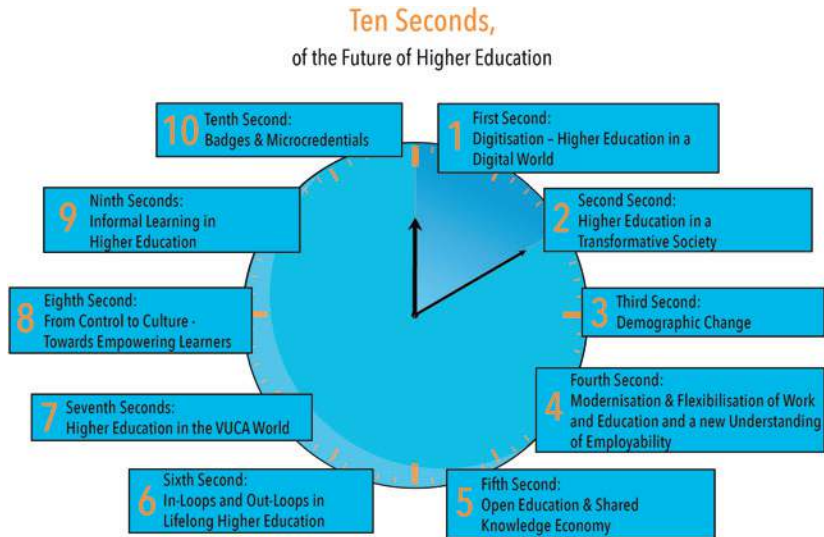 Ten Seconds,
of the Future of Higher Education
1
First Second:
Digitisation – Higher Education in a
Digital World
2
Second Second:
Higher Education in a
Transformative Society
3
Third Second:
Demographic Change
4
Fourth Second:
Modernisation & Flexibilisation of Work
and Education and a new Understanding
of Employability
5
Fifth Second:
Open Education & Shared
Knowledge Economy
6
Sixth Second:
In-Loops and Out-Loops in
Lifelong Higher Education
7
Seventh Seconds:
Higher Education in the VUCA World
8
Eighth Second:
From Control to Culture -
Towards Empowering Learners
9
Ninth Seconds:
Informal Learning in
Higher Education
10
Tenth Second:
Badges & Microcredentials